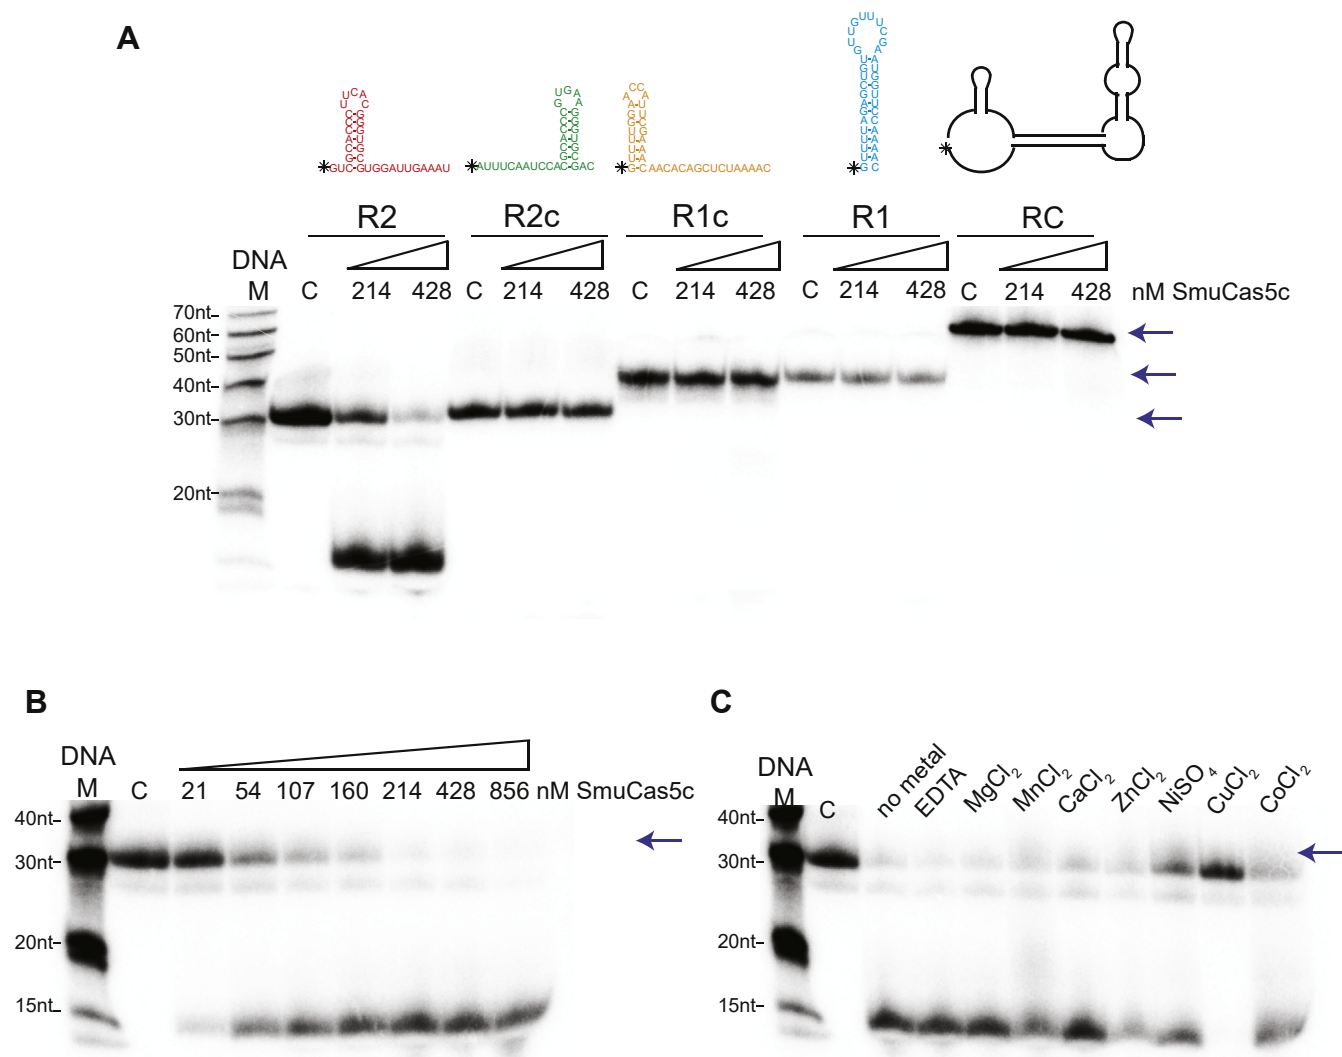 A
*GUC GUGGAUUGAAAU
*AUUUCAAUCCAC GAC
*G CAACACAGCUCUAAAAC
*G C
*
R2 R2c R1c R1 RC
DNA
M C 214 428 C 214 428 C 214 428 C 214 428 C 214 428 nM SmuCas5c
70nt
60nt
50nt
40nt
30nt
20nt
B
DNA
M C 21 54 107 160 214 428 856 nM SmuCas5c
40nt
30nt
20nt
15nt
C
DNA
M C no metal EDTA MgCl2 MnCl2 CaCl2 ZnCl2 NiSO4 CuCl2 CoCl2
40nt
30nt
20nt
15nt